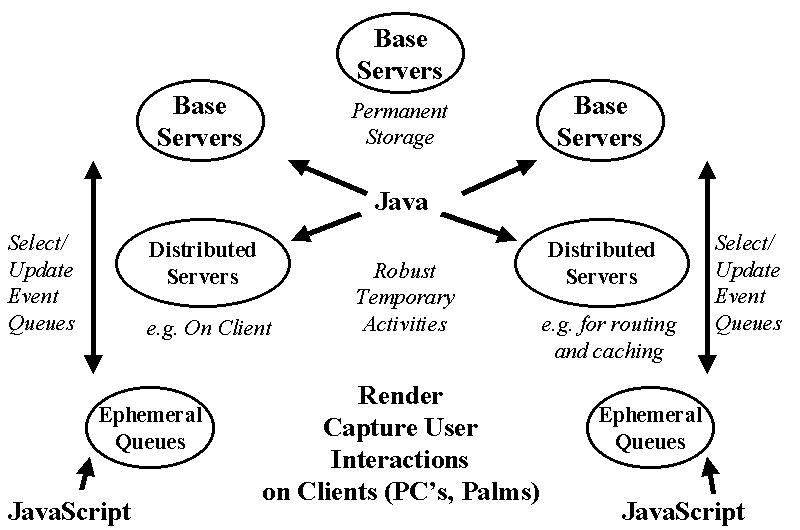 Base
Servers
Base
Servers
Permanent
Storage
Base
Servers
Java
Select/
Update
Event
Queues
Distributed
Servers
e.g. On Client
Robust
Temporary
Activities
Distributed
Servers
e.g. for routing
and caching
Select/
Update
Event
Queues
Ephemeral
Queues
Render
Capture User
Interactions
on Clients (PC's, Palms)
Ephemeral
Queues
JavaScript
JavaScript